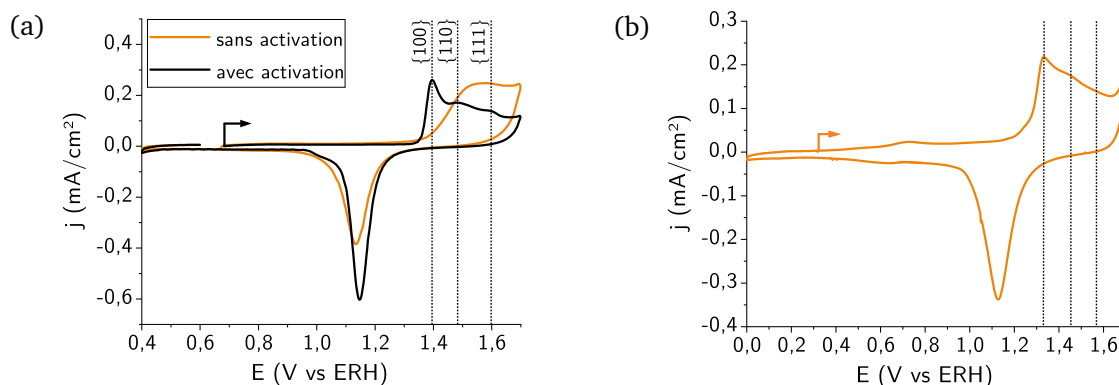 (a)
sans activation
avec activation
{100}
{110}
{111}
0,4
0,2
0,0
-0,2
-0,4
-0,6
j (mA/cm²)
0,4 0,6 0,8 1,0 1,2 1,4 1,6
E (V vs ERH)
(b)
0,3
0,2
0,1
0,0
-0,1
-0,2
-0,3
-0,4
j (mA/cm²)
0,0 0,2 0,4 0,6 0,8 1,0 1,2 1,4 1,6
E (V vs ERH)